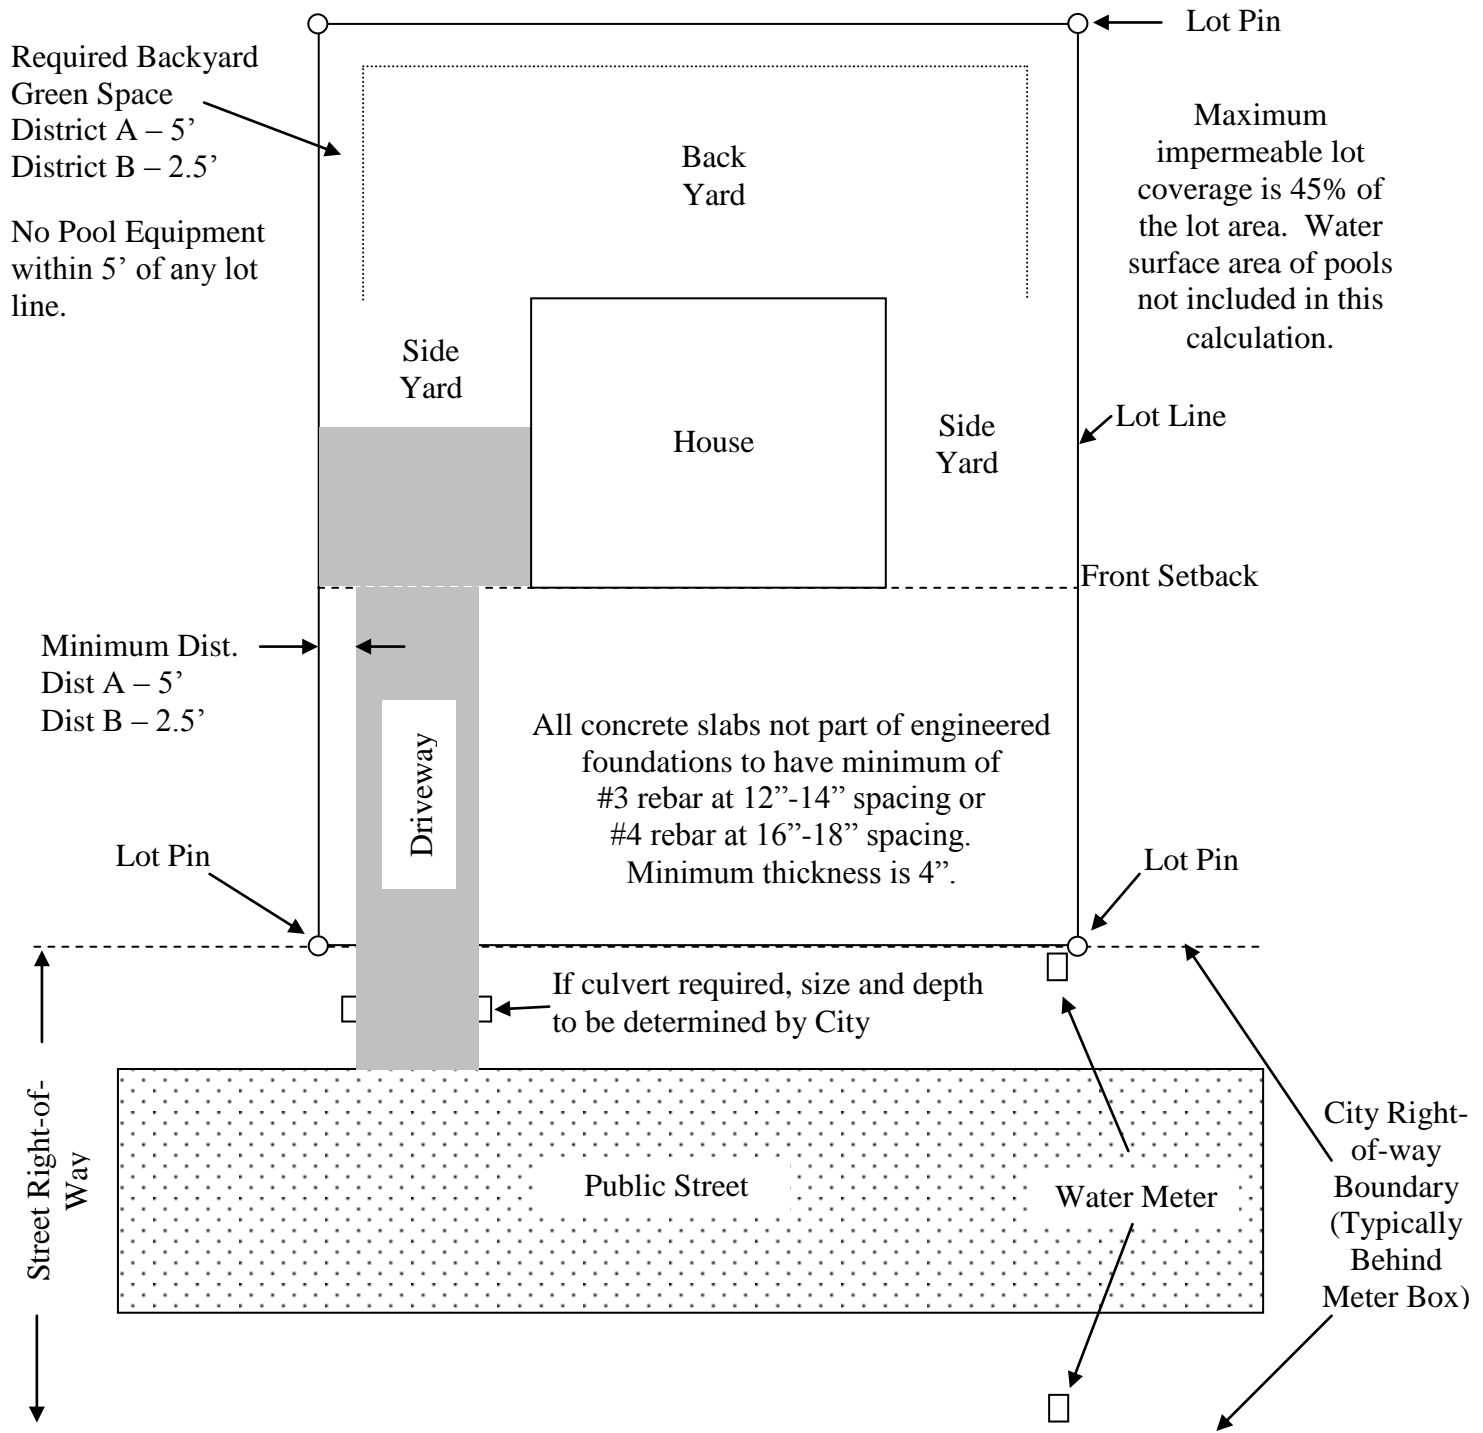 Lot Pin
Required Backyard
Green Space
District A – 5’
District B – 2.5’
No Pool Equipment
within 5’ of any lot
line.
Back
Yard
Maximum
impermeable lot
coverage is 45% of
the lot area.  Water
surface area of pools
not included in this
calculation.
Side
Yard
House
Side
Yard
Lot Line
Front Setback
Minimum Dist.
Dist A – 5’
Dist B – 2.5’
Driveway
All concrete slabs not part of engineered
foundations to have minimum of
#3 rebar at 12”-14” spacing or
#4 rebar at 16”-18” spacing.
Minimum thickness is 4”.
Lot Pin
Lot Pin
If culvert required, size and depth
to be determined by City
Street Right-of-
Way
Public Street
Water Meter
City Right-
of-way
Boundary
(Typically
Behind
Meter Box)